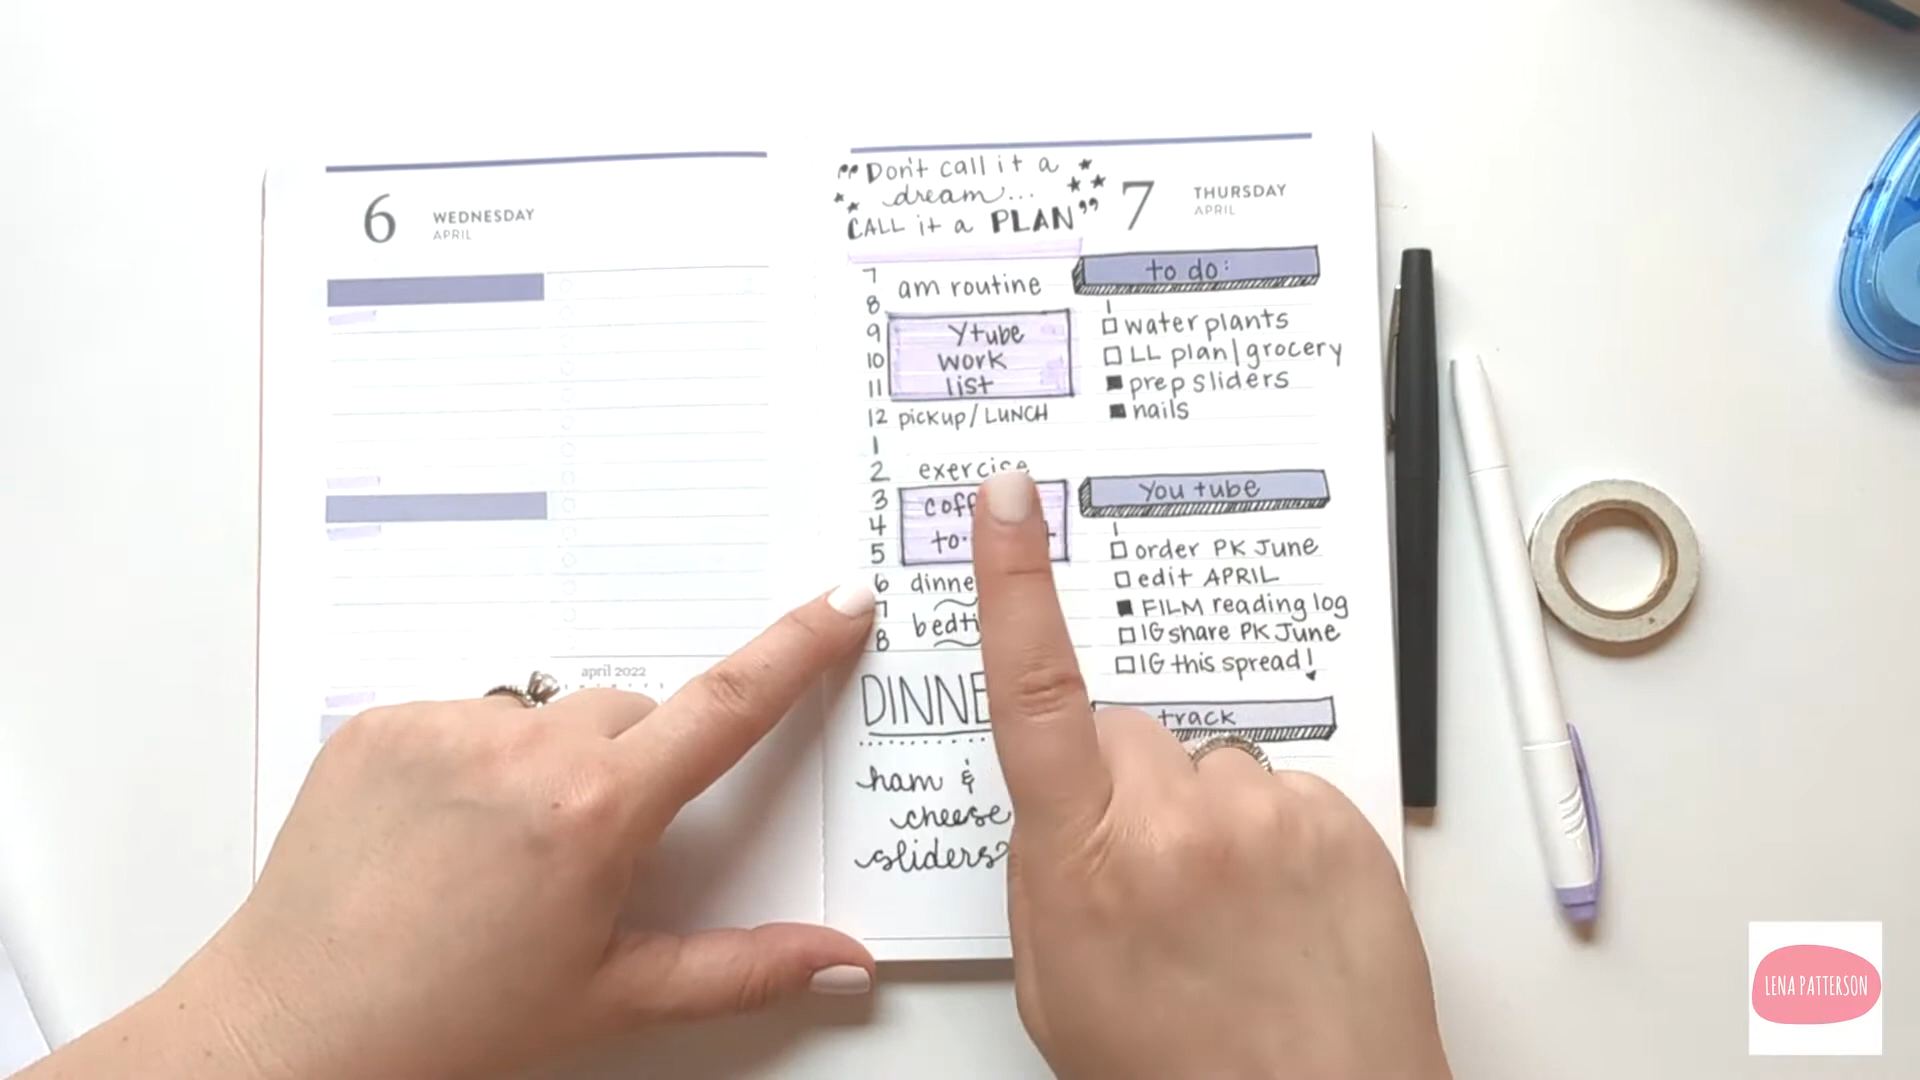 6 WEDNESDAY
APRIL
april 2022
"Don't call it a
dream...
CALL it a PLAN"
7 THURSDAY
APRIL
7
am routine
8
9 Ytube
10 work
11 list
12 pickup/LUNCH
1
2 exercise
3
4
5
6
7
8
DINNER
ham &
cheese
sliders
to do:
water plants
LL plan/grocery
prep sliders
nails
you tube
order PK June
edit APRIL
FILM reading log
IG share PK June
IG this spread!
track
LENA PATTERSON